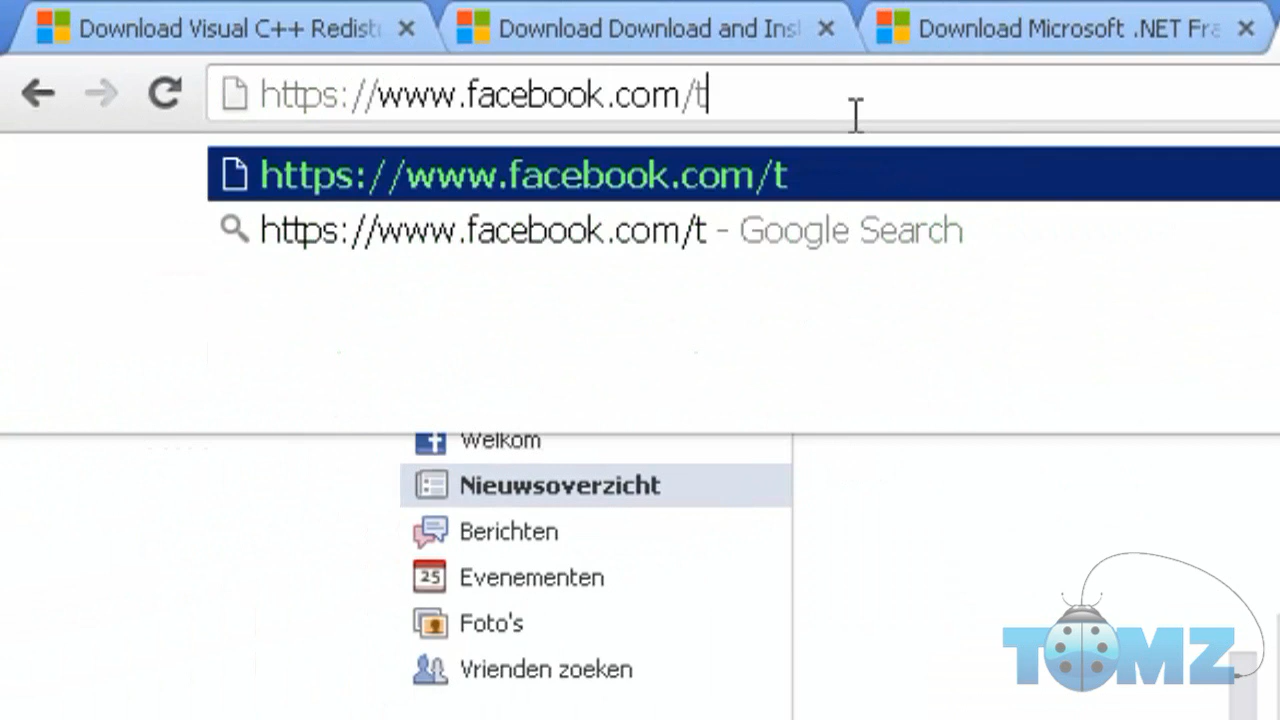 Download Visual C++ Redist
Download Download and Inst
Download Microsoft .NET Fra
https://www.facebook.com/t
https://www.facebook.com/t
https://www.facebook.com/t - Google Search
Welkom
Nieuwsoverzicht
Berichten
25
Evenementen
Foto's
Vrienden zoeken
TOMZ